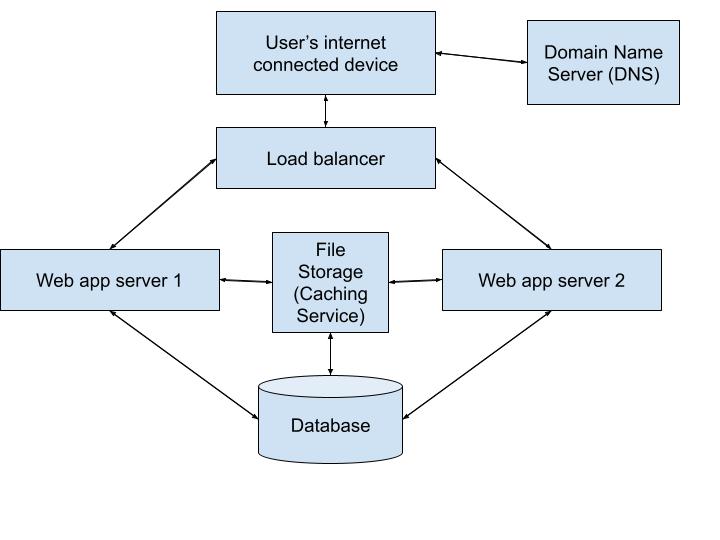 User’s internet
connected device
Domain Name
Server (DNS)
Load balancer
Web app server 1
File
Storage
(Caching
Service)
Web app server 2
Database